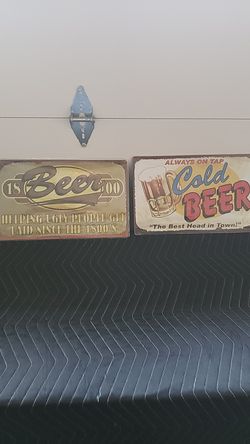 18 Beer 00
HELPING UGLY PEOPLE GET
LAID SINCE THE 1800'S
ALWAYS ON TAP
Cold
BEER
"The Best Head in Town!"